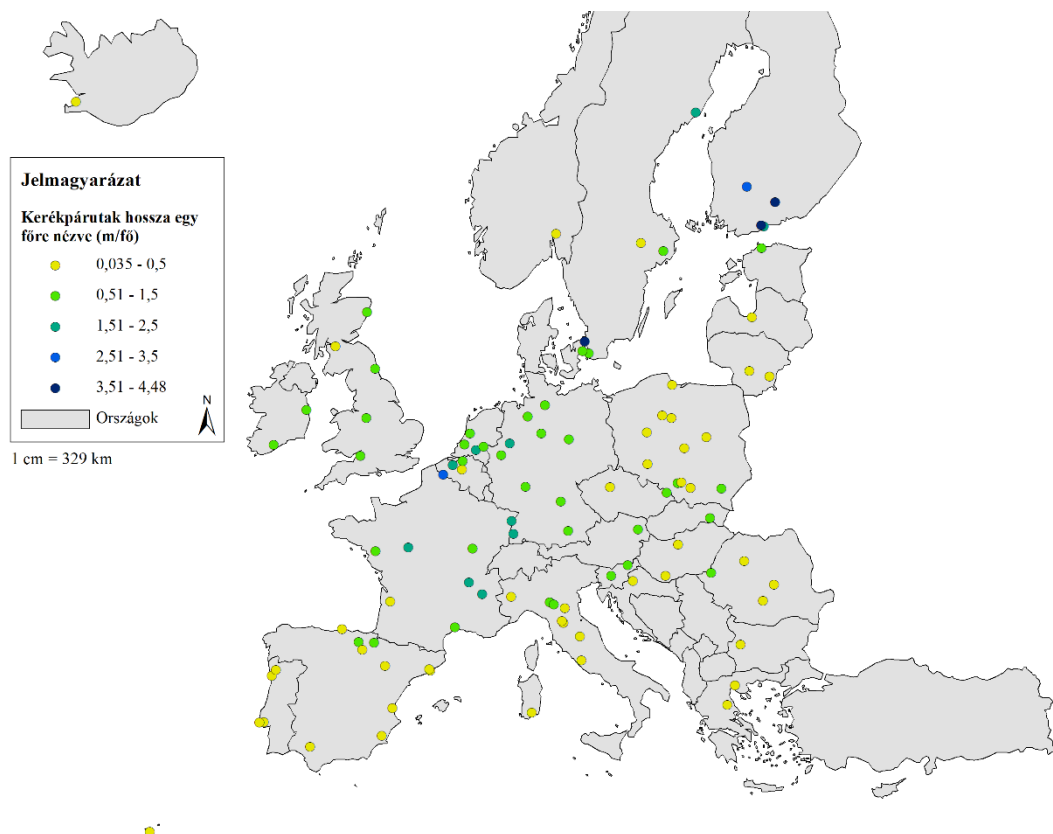 Jelmagyarázat
Kerékpárutak hossza egy
főre nézve (m/fő)
0,035 - 0,5
0,51 - 1,5
1,51 - 2,5
2,51 - 3,5
3,51 - 4,48
Országok
N
1 cm = 329 km